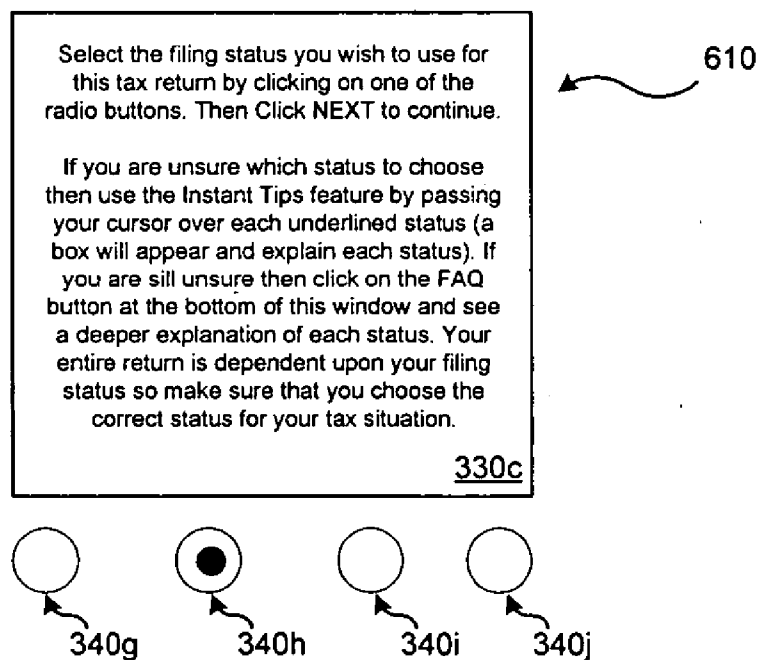 Select the filing status you wish to use for
this tax return by clicking on one of the
radio buttons. Then Click NEXT to continue.
If you are unsure which status to choose
then use the Instant Tips feature by passing
your cursor over each underlined status (a
box will appear and explain each status). If
you are sill unsure then click on the FAQ
button at the bottom of this window and see
a deeper explanation of each status. Your
entire return is dependent upon your filing
status so make sure that you choose the
correct status for your tax situation.
330c
610
340g 340h 340i 340j